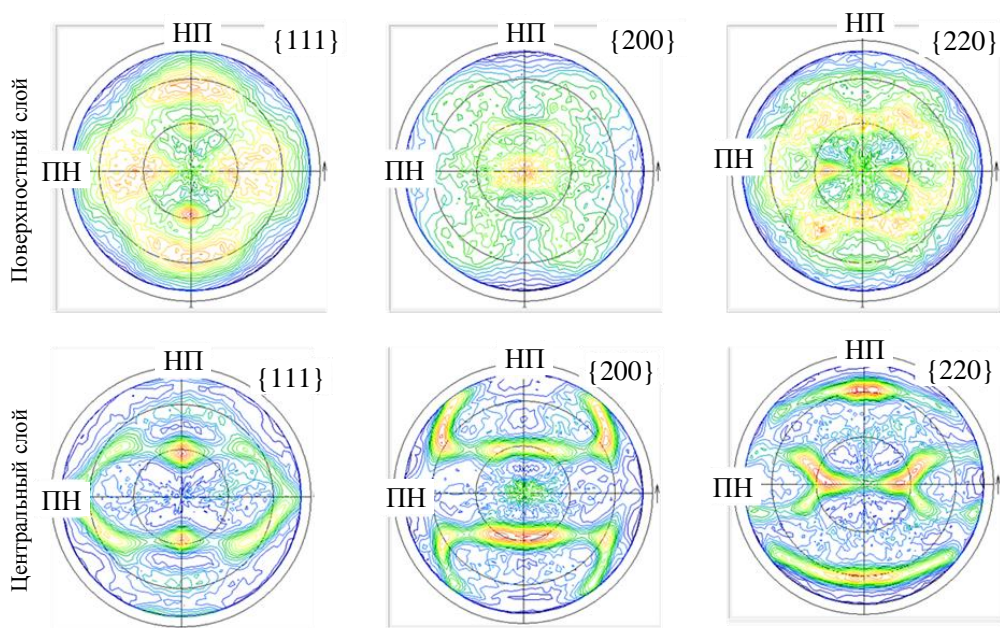 Поверхностный слой
НП {111}
ПН
НП {200}
ПН
НП {220}
ПН
Центральный слой
НП {111}
ПН
НП {200}
ПН
НП {220}
ПН